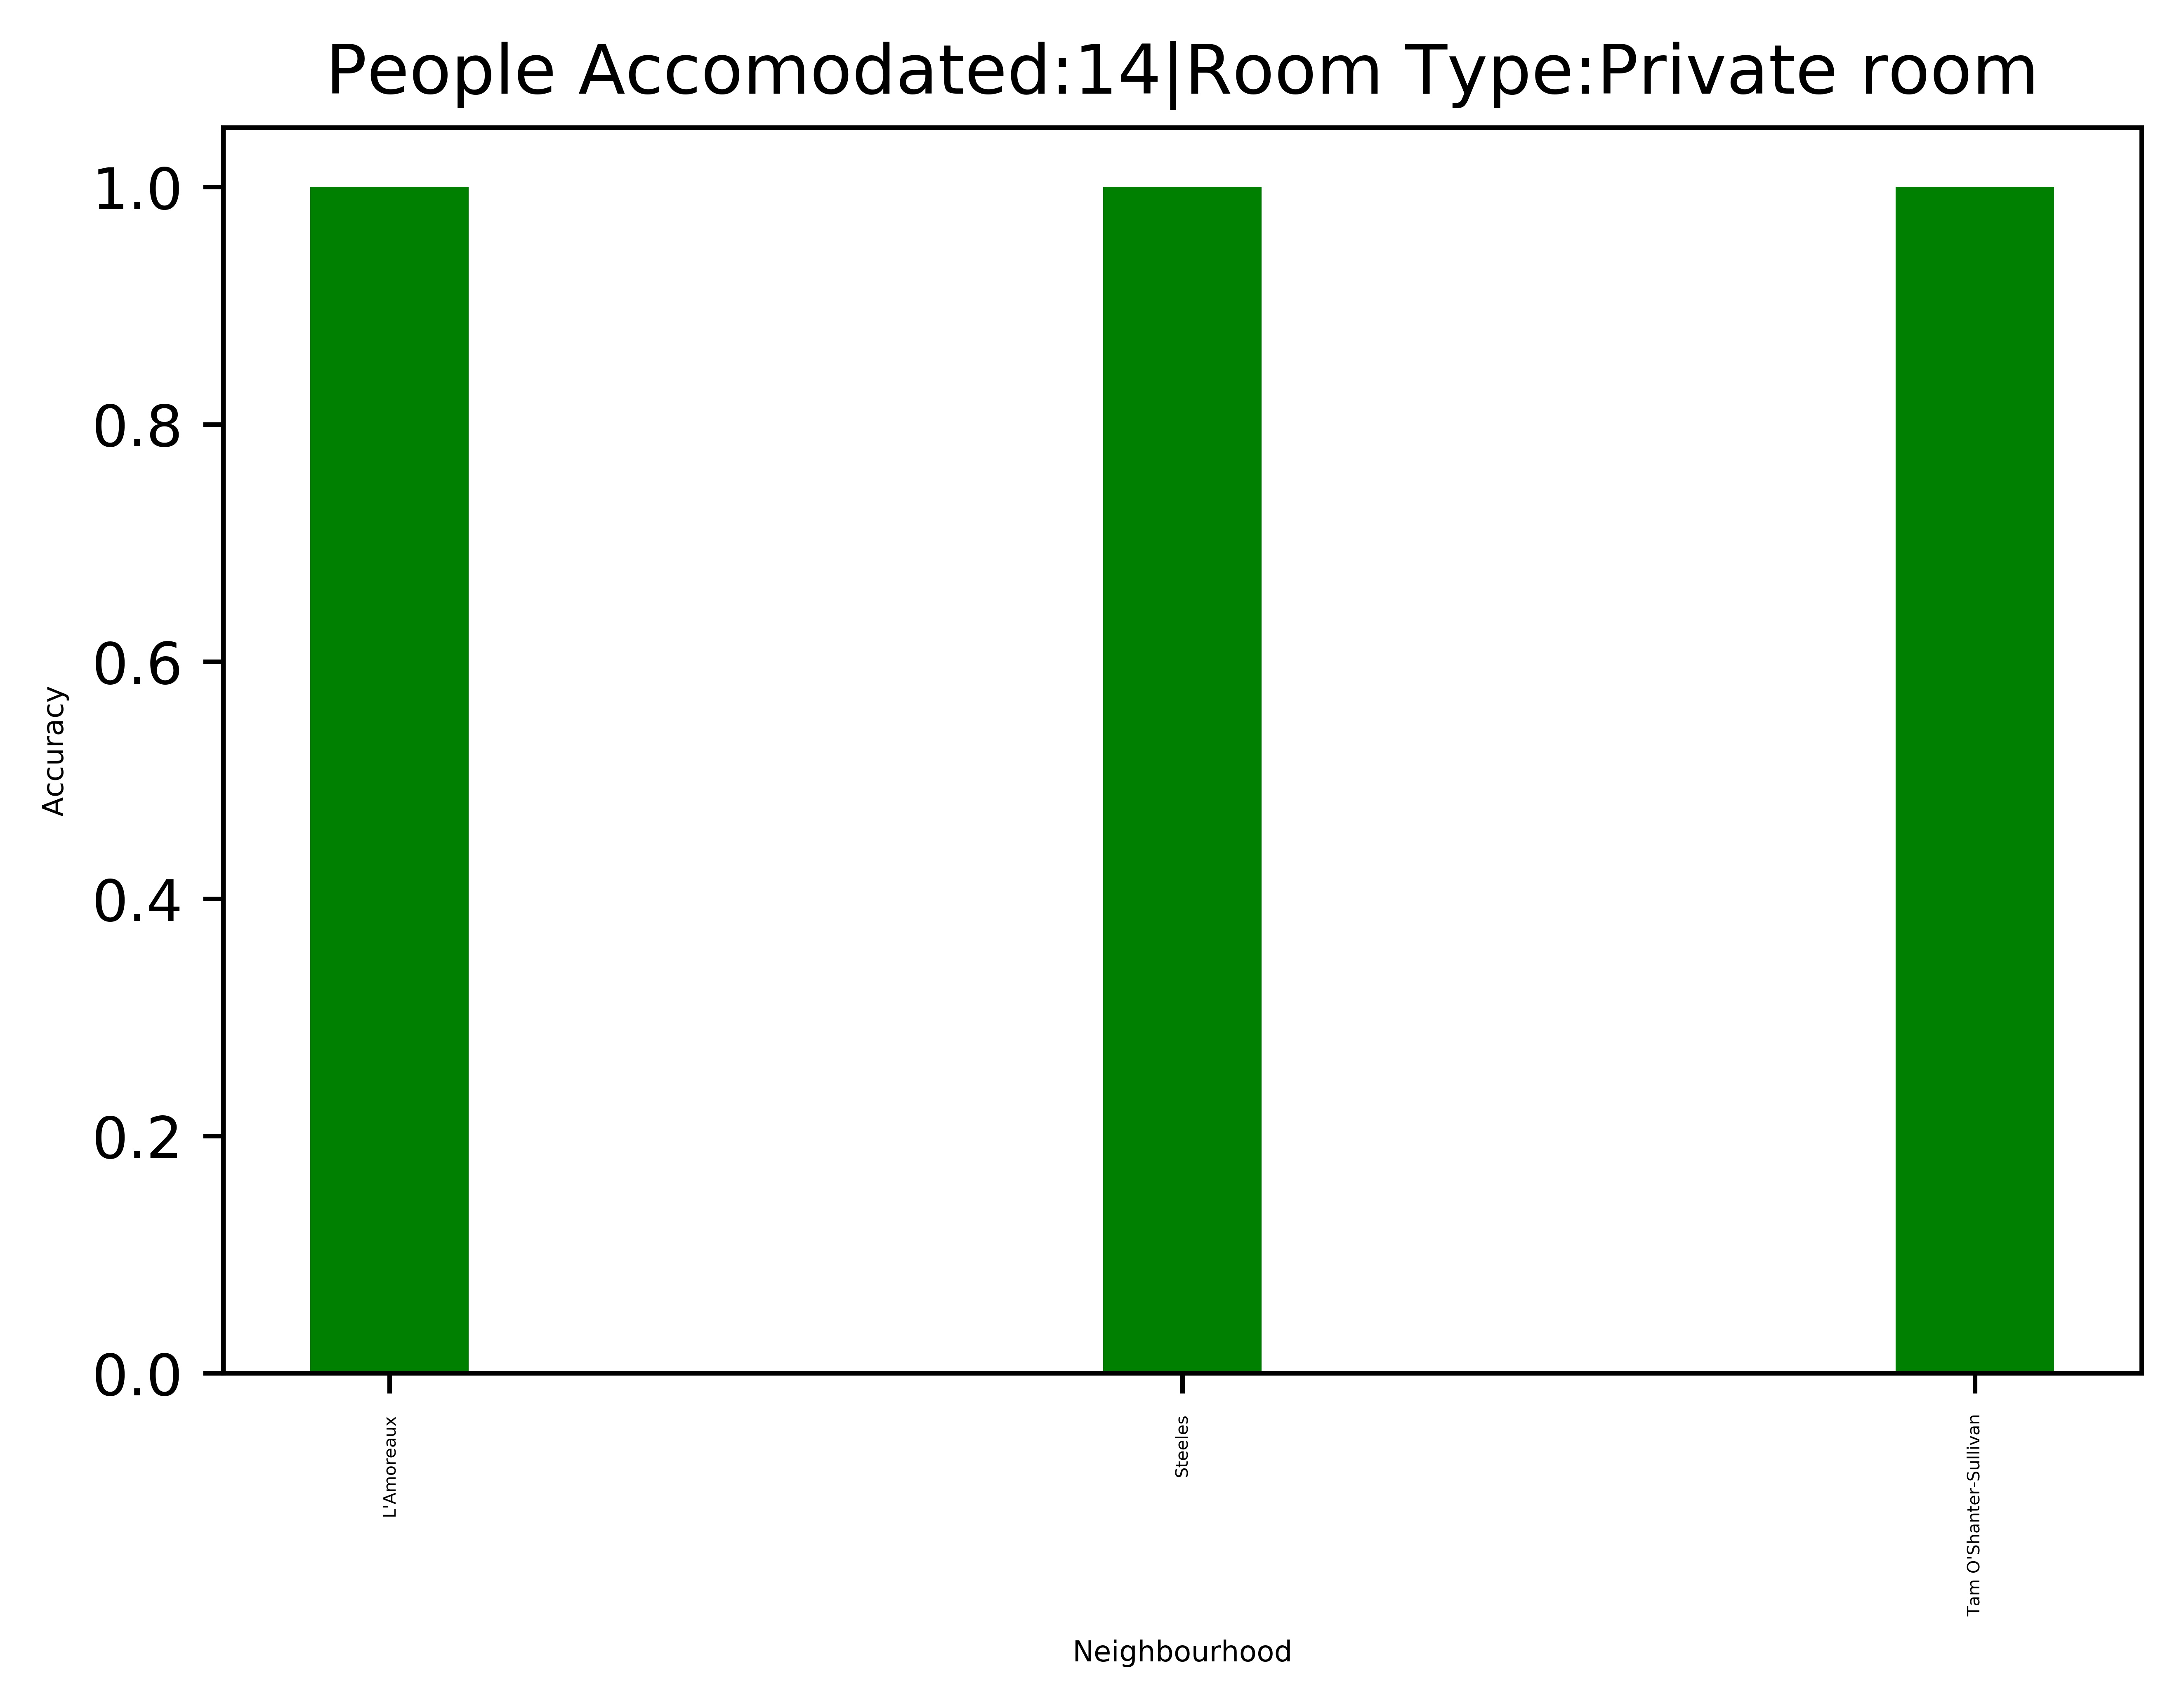 People Accomodated:14|Room Type:Private room
1.0
0.8
0.6
0.4
0.2
0.0
Accuracy
L'Amoreaux
Steeles
Tam O'Shanter-Sullivan
Neighbourhood